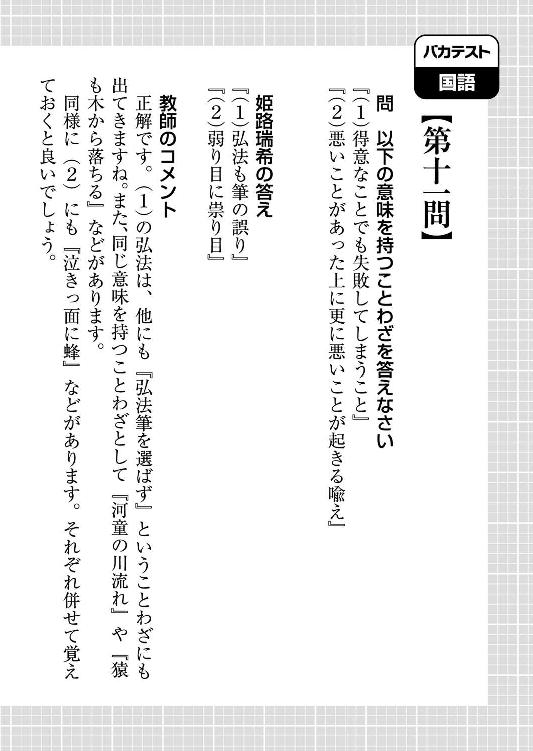 バカテスト
国語
【第十一問】
問 以下の意味を持つことわざを答えなさい
『(1)得意なことでも失敗してしまうこと』
『(2)悪いことがあった上に更に悪いことが起きる喩え』
姫路瑞希の答え
『(1)弘法も筆の誤り』
『(2)弱り目に祟り目』
教師のコメント
正解です。(1)の弘法は、他にも『弘法筆を選ばず』ということわざにも
出てきますね。また、同じ意味を持つことわざとして『河童の川流れ』や『猿
も木から落ちる』などがあります。
同様に(2)にも『泣きっ面に蜂』などがあります。それぞれ併せて覚え
ておくと良いでしょう。